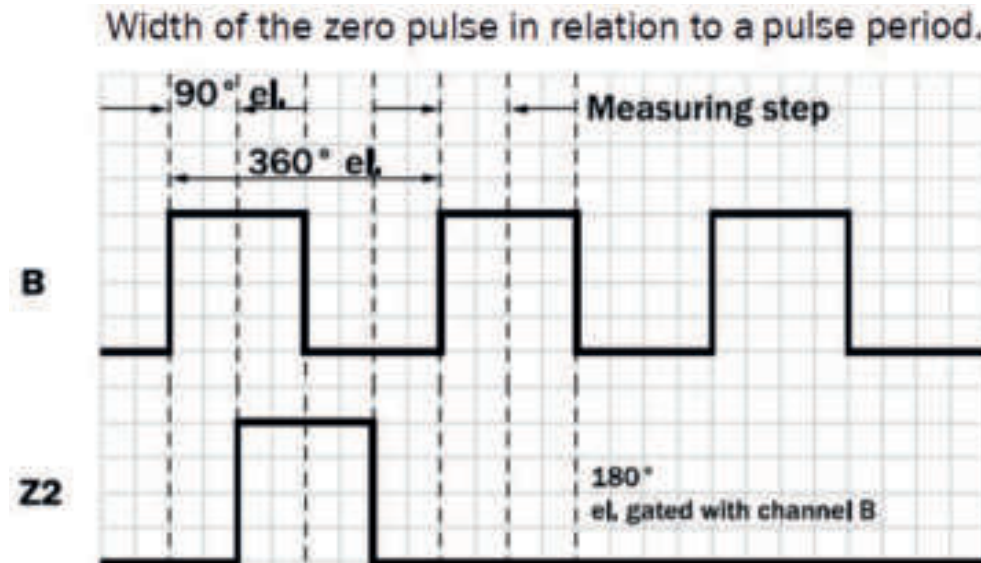 Width of the zero pulse in relation to a pulse period.
90° el.
Measuring step
360° el.
B
Z2
180°
el. gated with channel B